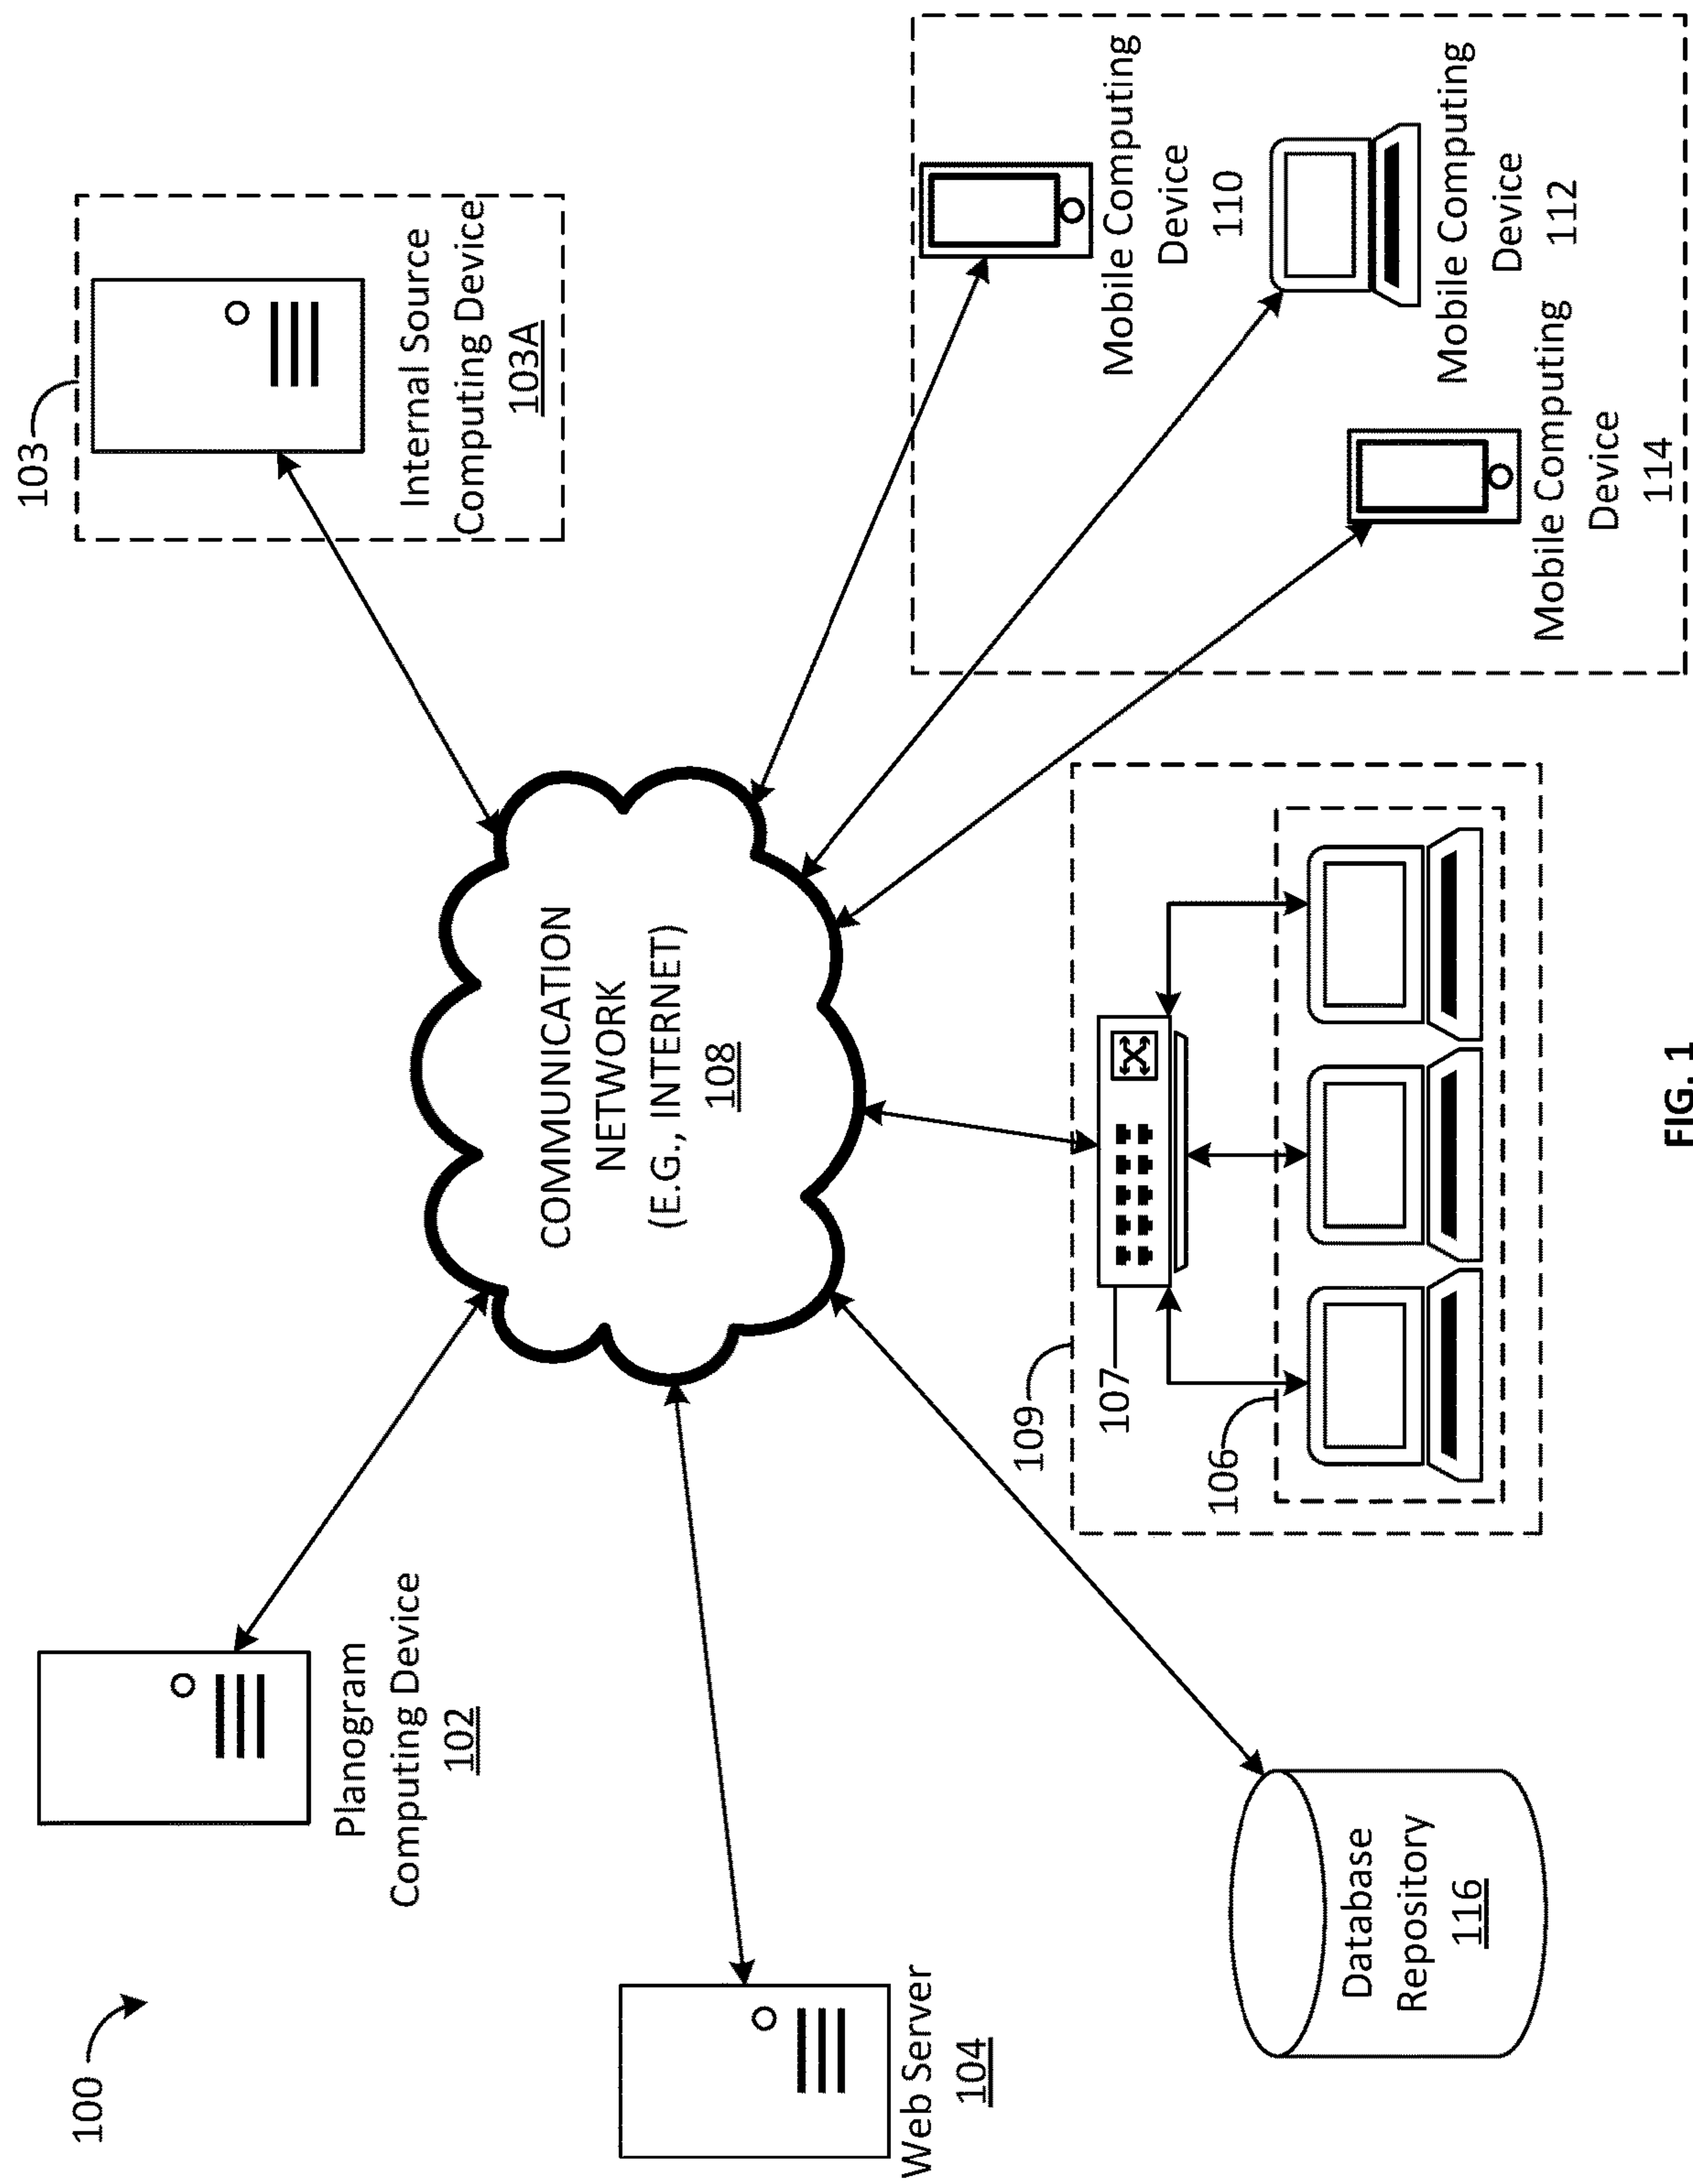 100
Planogram
Computing Device
102
103
Internal Source
Computing Device
103A
Web Server
104
COMMUNICATION
NETWORK
(E.G., INTERNET)
108
Mobile Computing
Device
110
Mobile Computing
Device
112
Mobile Computing
Device
114
Database
Repository
116
109
107
106
FIG. 1